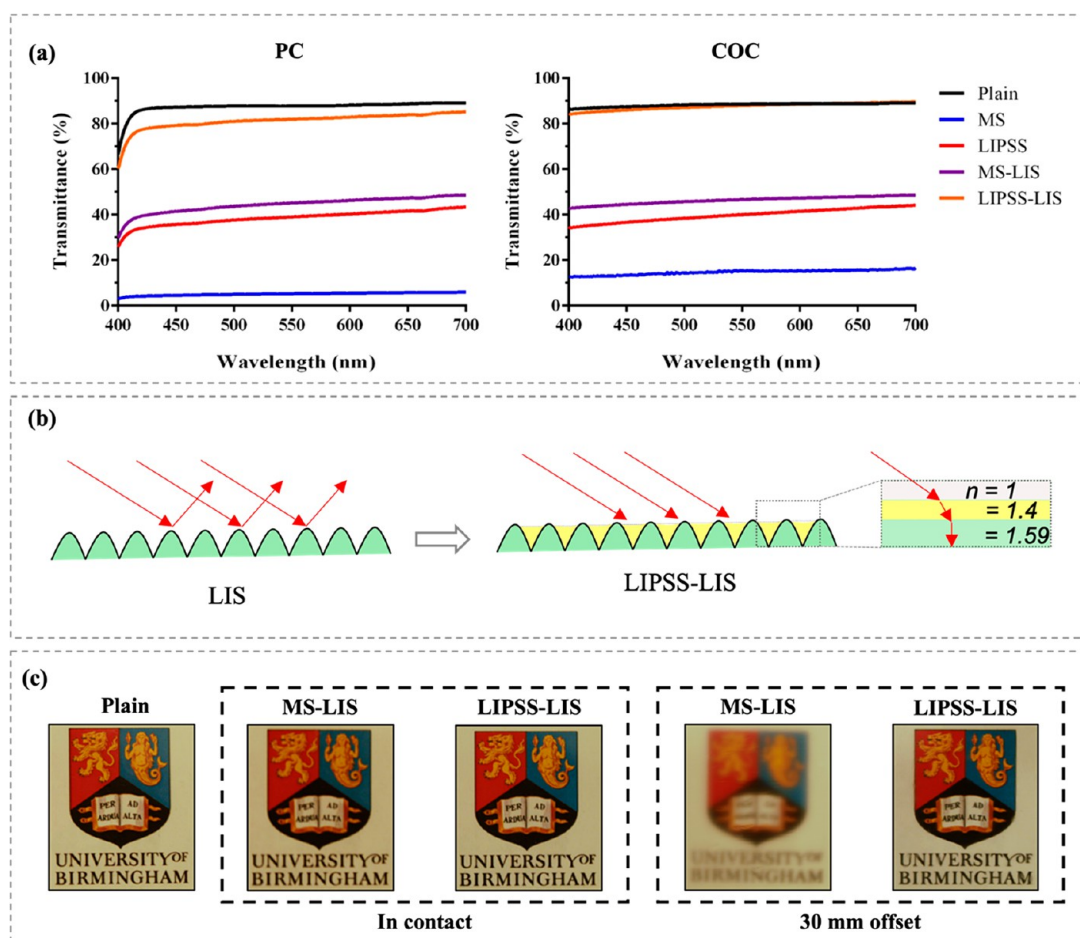 (a)
PC
COC
Transmittance (%)
100
80
60
40
20
0
400
450
500
550
600
650
700
Wavelength (nm)
Transmittance (%)
100
80
60
40
20
0
400
450
500
550
600
650
700
Wavelength (nm)
Plain
MS
LIPSS
MS-LIS
LIPSS-LIS
(b)
LIS
LIPSS-LIS
n = 1
= 1.4
= 1.59
(c)
Plain
MS-LIS
LIPSS-LIS
MS-LIS
LIPSS-LIS
PER AD
ARDUA ALTA
UNIVERSITY OF
BIRMINGHAM
PER AD
ARDUA ALTA
UNIVERSITY OF
BIRMINGHAM
PER AD
ARDUA ALTA
UNIVERSITY OF
BIRMINGHAM
UNIVERSITY OF
BIRMINGHAM
PER AD
ARDUA ALTA
UNIVERSITY OF
BIRMINGHAM
In contact
30 mm offset